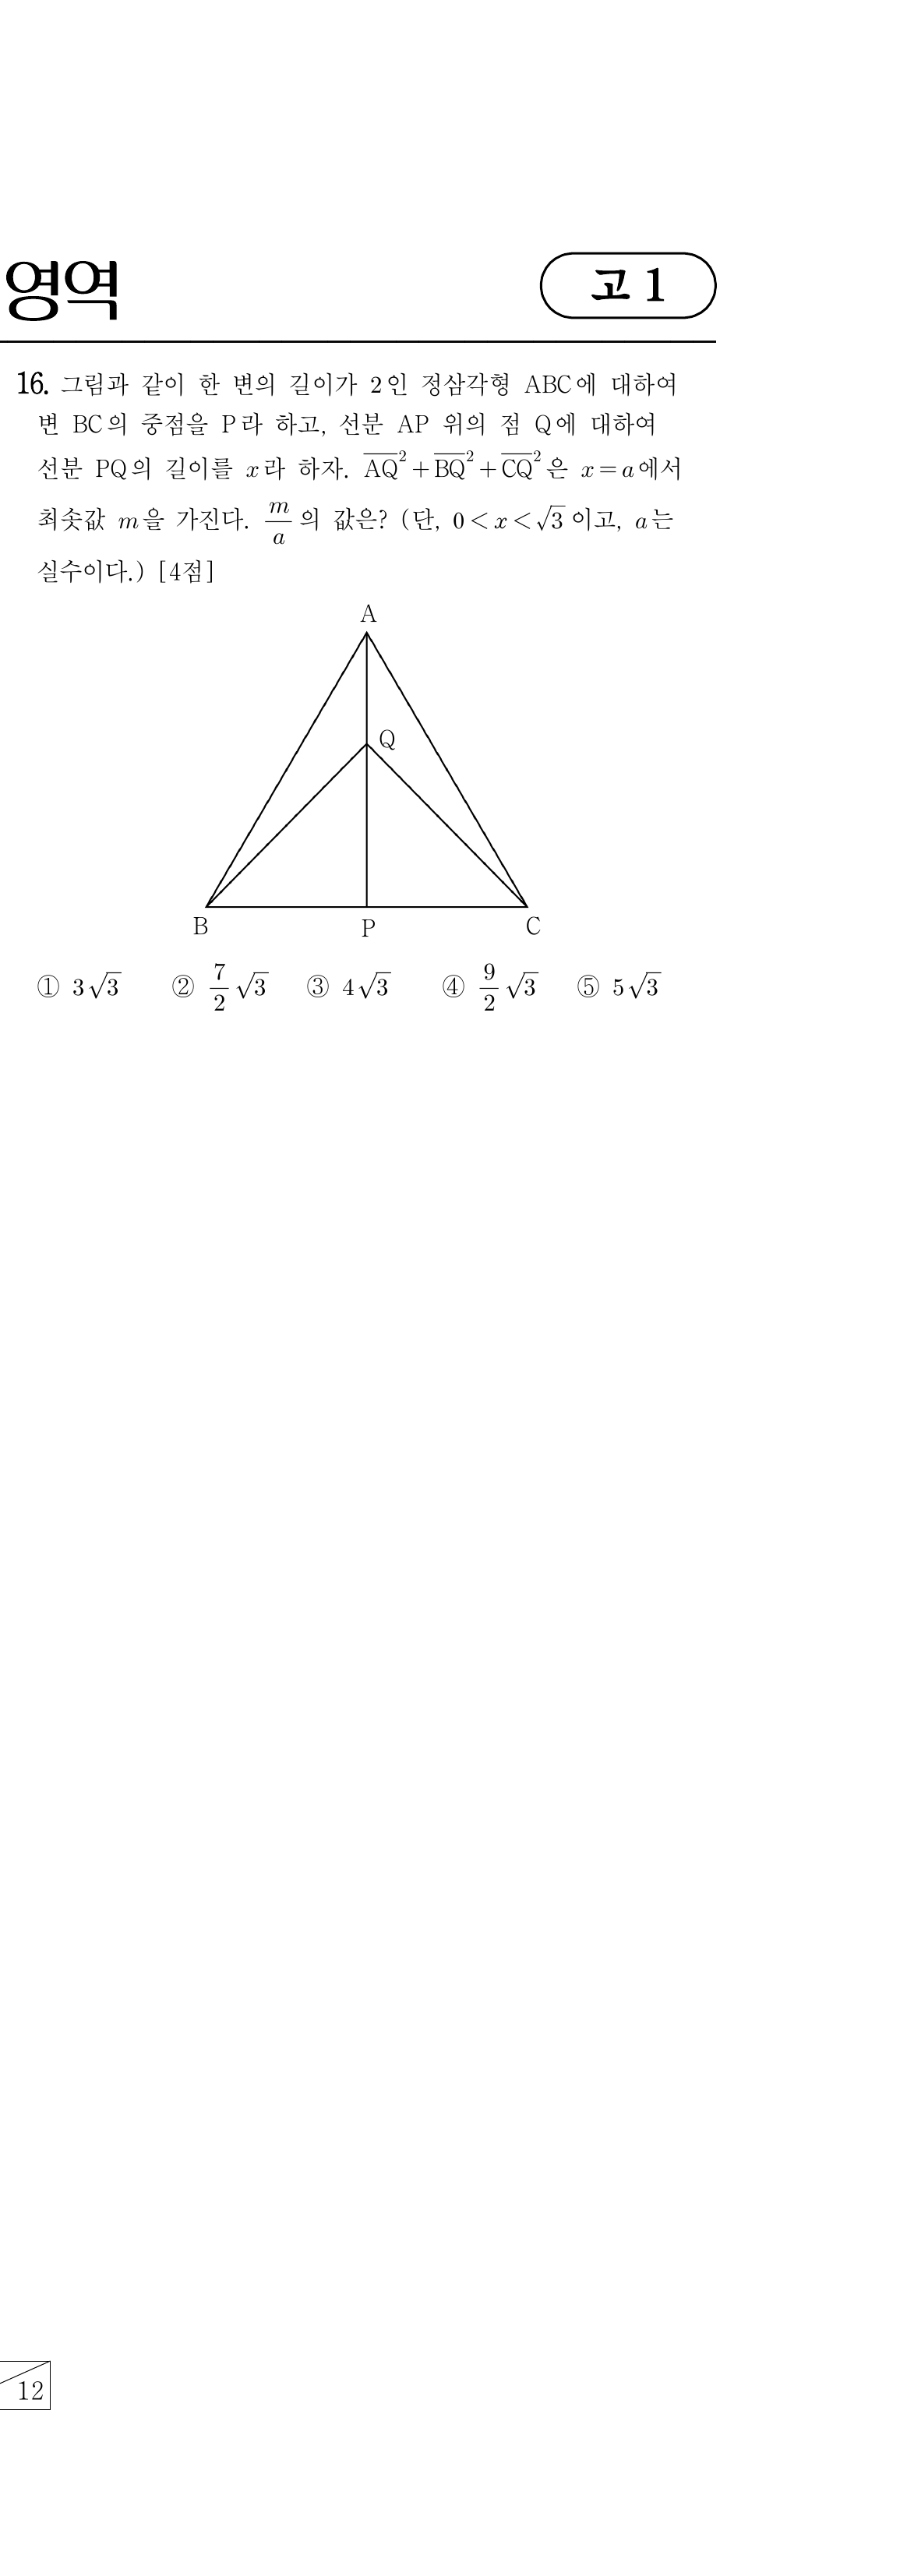 영역
고 1
16. 그림과 같이 한 변의 길이가 2인 정삼각형 ABC에 대하여
변 BC의 중점을 P라 하고, 선분 AP 위의 점 Q에 대하여
선분 PQ의 길이를 x라 하자. $\overline{AQ}^2+\overline{BQ}^2+\overline{CQ}^2$은 x=a에서
최솟값 m을 가진다. $\frac{m}{a}$의 값은? (단, 0<x<√3 이고, a는
실수이다.) [4점]
A
Q
B
P
C
① 3√3 ② $\frac{7}{2}$√3 ③ 4√3 ④ $\frac{9}{2}$√3 ⑤ 5√3
12